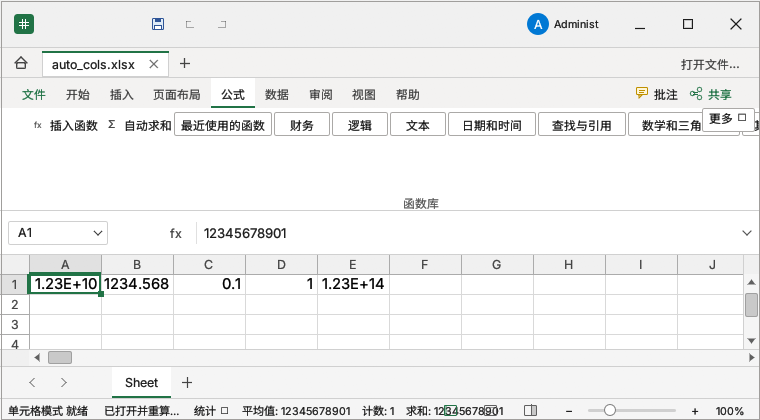 A Administ
auto_cols.xlsx 打开文件...
文件 开始 插入 页面布局 公式 数据 审阅 视图 帮助 批注 共享
fx 插入函数 Σ 自动求和 最近使用的函数 财务 逻辑 文本 日期和时间 查找与引用 数学和三角 更多
函数库
A1 fx 12345678901
A B C D E F G H I J
1 1.23E+10 1234.568 0.1 1 1.23E+14
2
3
4
Sheet
单元格模式 就绪 已打开并重算... 统计 平均值: 12345678901 计数: 1 求和: 12345678901 100%